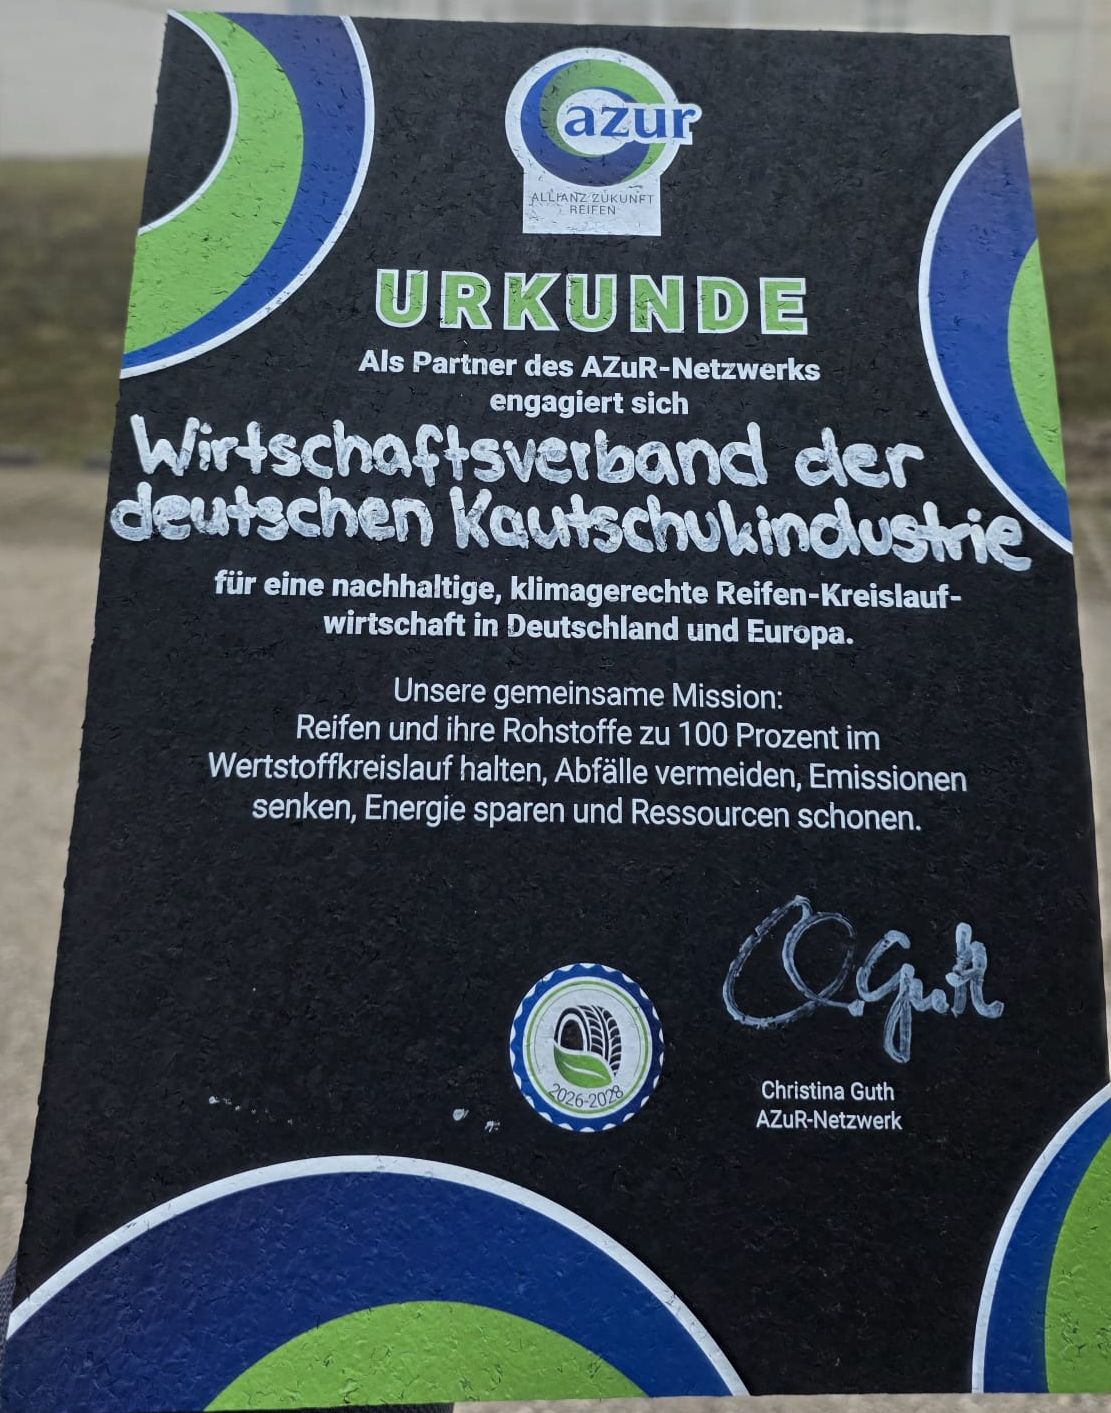 azur
ALLIANZ ZUKUNFT
REIFEN
URKUNDE
Als Partner des AZuR-Netzwerks
engagiert sich
Wirtschaftsverband der
deutschen Kautschukindustrie
für eine nachhaltige, klimagerechte Reifen-Kreislauf-
wirtschaft in Deutschland und Europa.
Unsere gemeinsame Mission:
Reifen und ihre Rohstoffe zu 100 Prozent im
Wertstoffkreislauf halten, Abfälle vermeiden, Emissionen
senken, Energie sparen und Ressourcen schonen.
C.Guth
2026-2028
Christina Guth
AZuR-Netzwerk